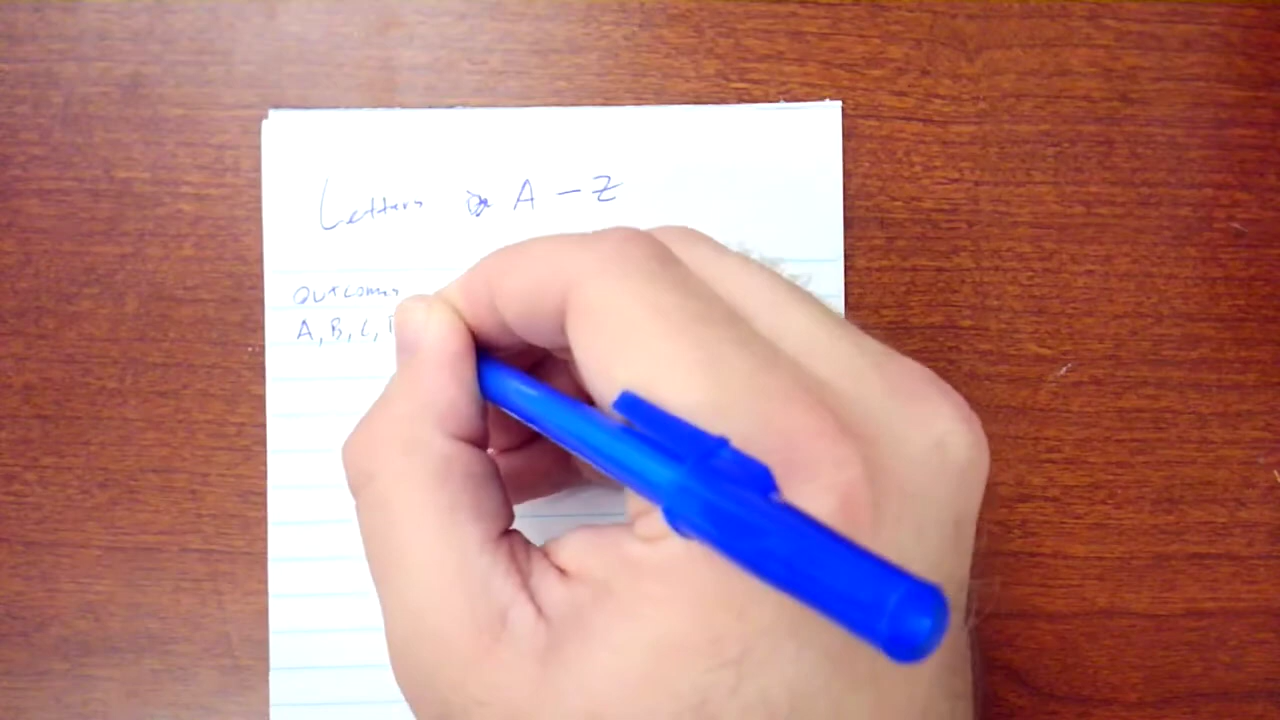 Letters A – Z
Outcomes
A, B, C, D